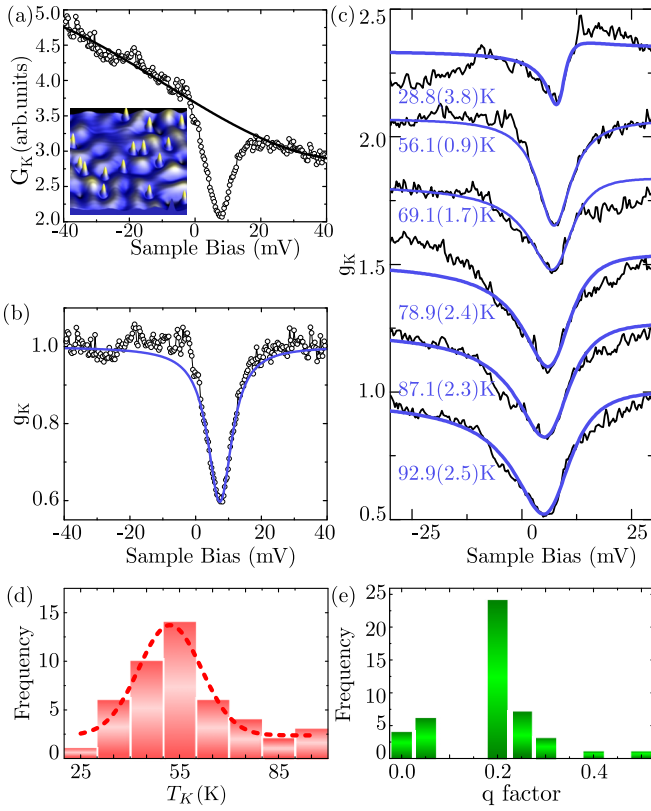 (a)
5.0
4.5
4.0
3.5
3.0
2.5
2.0
G_K (arb.units)
-40 -20 0 20 40
Sample Bias (mV)
(b)
1.0
0.8
0.6
g_K
-40 -20 0 20 40
Sample Bias (mV)
(c)
2.5
2.0
1.5
1.0
0.5
g_K
28.8(3.8)K
56.1(0.9)K
69.1(1.7)K
78.9(2.4)K
87.1(2.3)K
92.9(2.5)K
-25 0 25
Sample Bias (mV)
(d)
15
10
5
0
Frequency
25 55 85
T_K (K)
(e)
25
20
15
10
5
0
Frequency
0.0 0.2 0.4
q factor